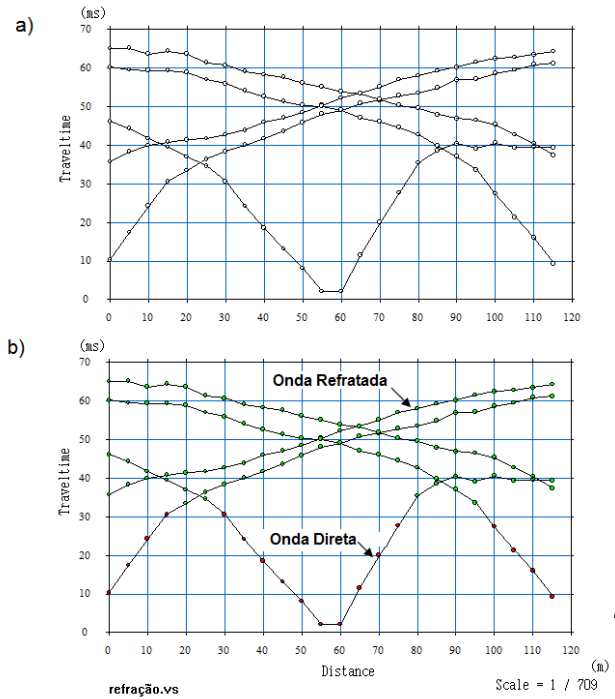 a)
(ms)
70
60
50
40
30
20
10
0
Traveltime
0 10 20 30 40 50 60 70 80 90 100 110 120
b)
(ms)
70
60
50
40
30
20
10
0
Traveltime
Onda Refratada
Onda Direta
0 10 20 30 40 50 60 70 80 90 100 110 120
Distance (m)
refração.vs
Scale = 1 / 709